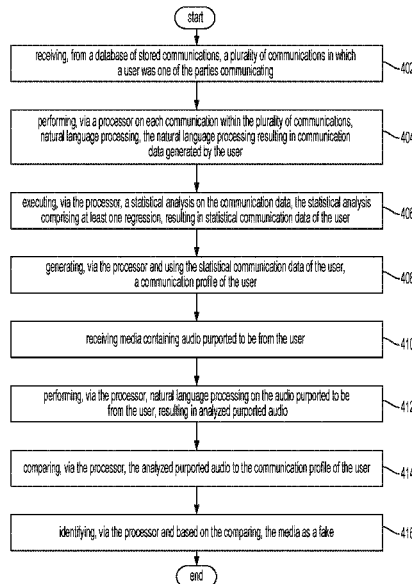 start
receiving, from a database of stored communications, a plurality of communications in which
a user was one of the parties communicating
402
performing, via a processor on each communication within the plurality of communications,
natural language processing, the natural language processing resulting in communication
data generated by the user
404
executing, via the processor, a statistical analysis on the communication data, the statistical analysis
comprising at least one regression, resulting in statistical communication data of the user
406
generating, via the processor and using the statistical communication data of the user,
a communication profile of the user
408
receiving media containing audio purported to be from the user
410
performing, via the processor, natural language processing on the audio purported to be
from the user, resulting in analyzed purported audio
412
comparing, via the processor, the analyzed purported audio to the communication profile of the user
414
identifying, via the processor and based on the comparing, the media as a fake
416
end